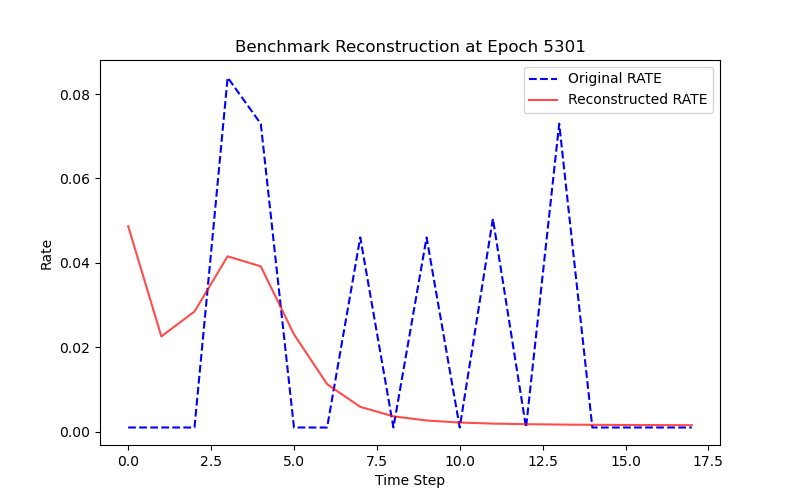 Benchmark Reconstruction at Epoch 5301
Original RATE
Reconstructed RATE
Rate
0.08
0.06
0.04
0.02
0.00
0.0 2.5 5.0 7.5 10.0 12.5 15.0 17.5
Time Step